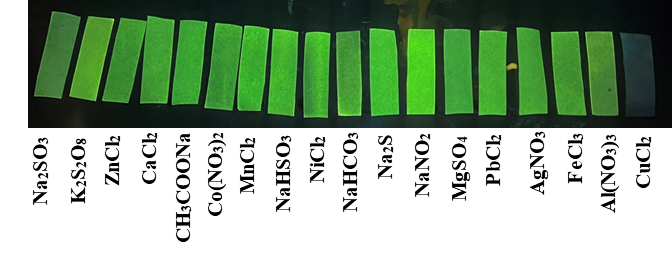 Na₂SO₃
K₂S₂O₈
ZnCl₂
CaCl₂
CH₃COONa
Co(NO₃)₂
MnCl₂
NaHSO₃
NiCl₂
NaHCO₃
Na₂S
NaNO₂
MgSO₄
PbCl₂
AgNO₃
FeCl₃
Al(NO₃)₃
CuCl₂